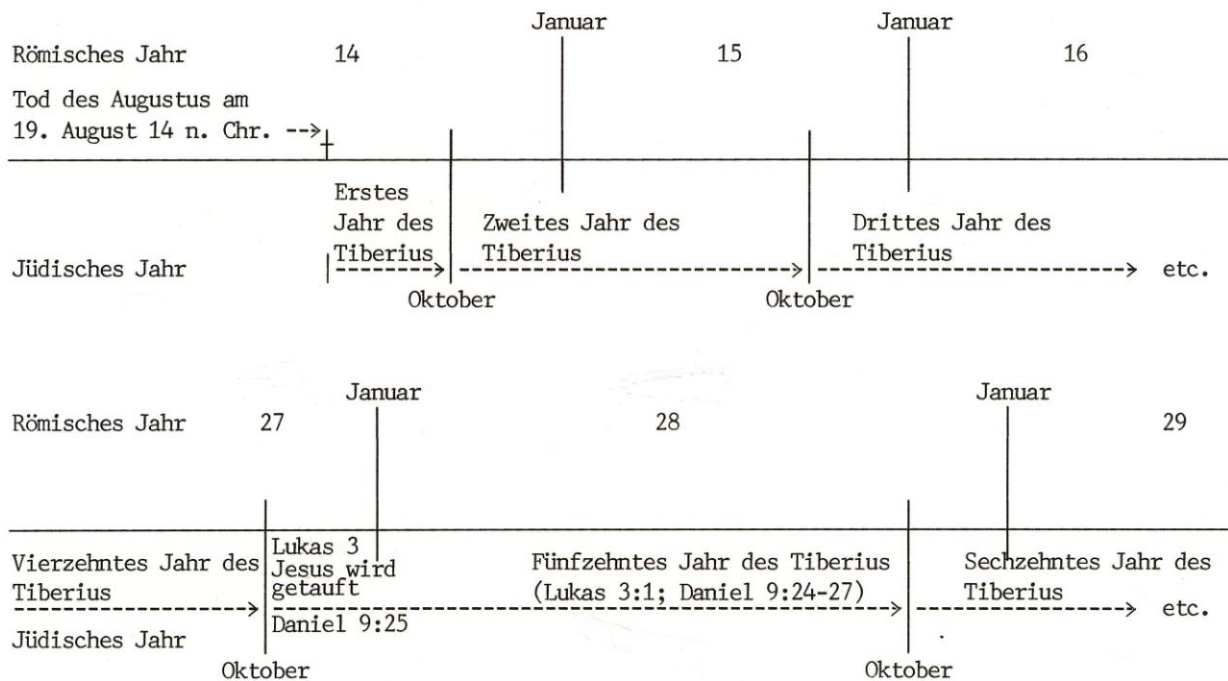 Januar Januar
Römisches Jahr 14 15 16
Tod des Augustus am
19. August 14 n. Chr. -->
Erstes
Jahr des Zweites Jahr des Drittes Jahr des
Tiberius Tiberius Tiberius
Jüdisches Jahr etc.
Oktober Oktober
Januar Januar
Römisches Jahr 27 28 29
Vierzehntes Jahr des
Tiberius
Lukas 3
Jesus wird
getauft
Daniel 9:25
Fünfzehntes Jahr des Tiberius
(Lukas 3:1; Daniel 9:24-27)
Sechzehntes Jahr des
Tiberius
etc.
Jüdisches Jahr
Oktober Oktober